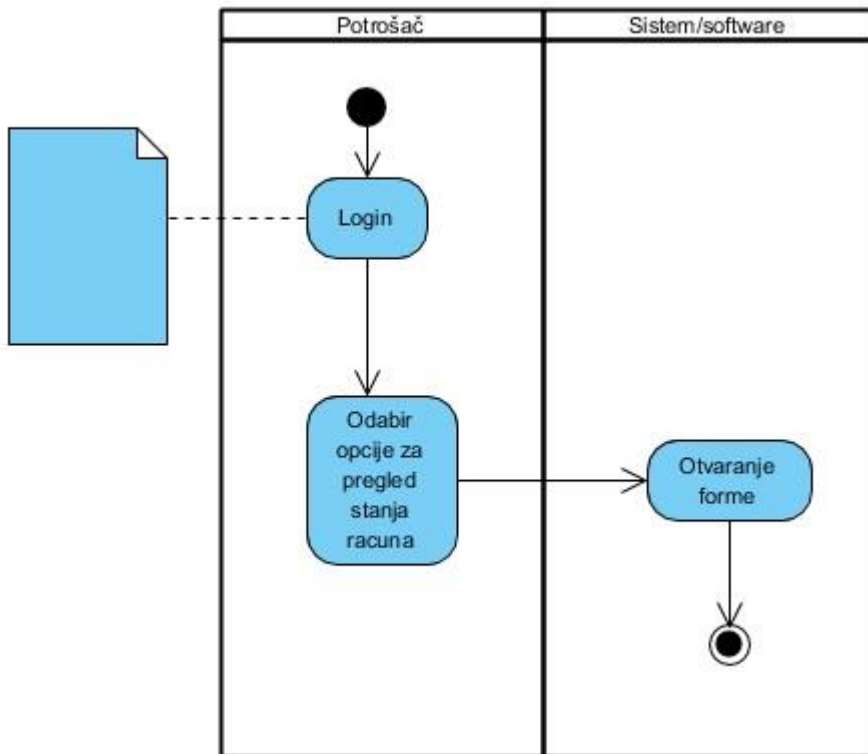 Potrošač
Sistem/software
Login
Odabir
opcije za
pregled
stanja
racuna
Otvaranje
forme